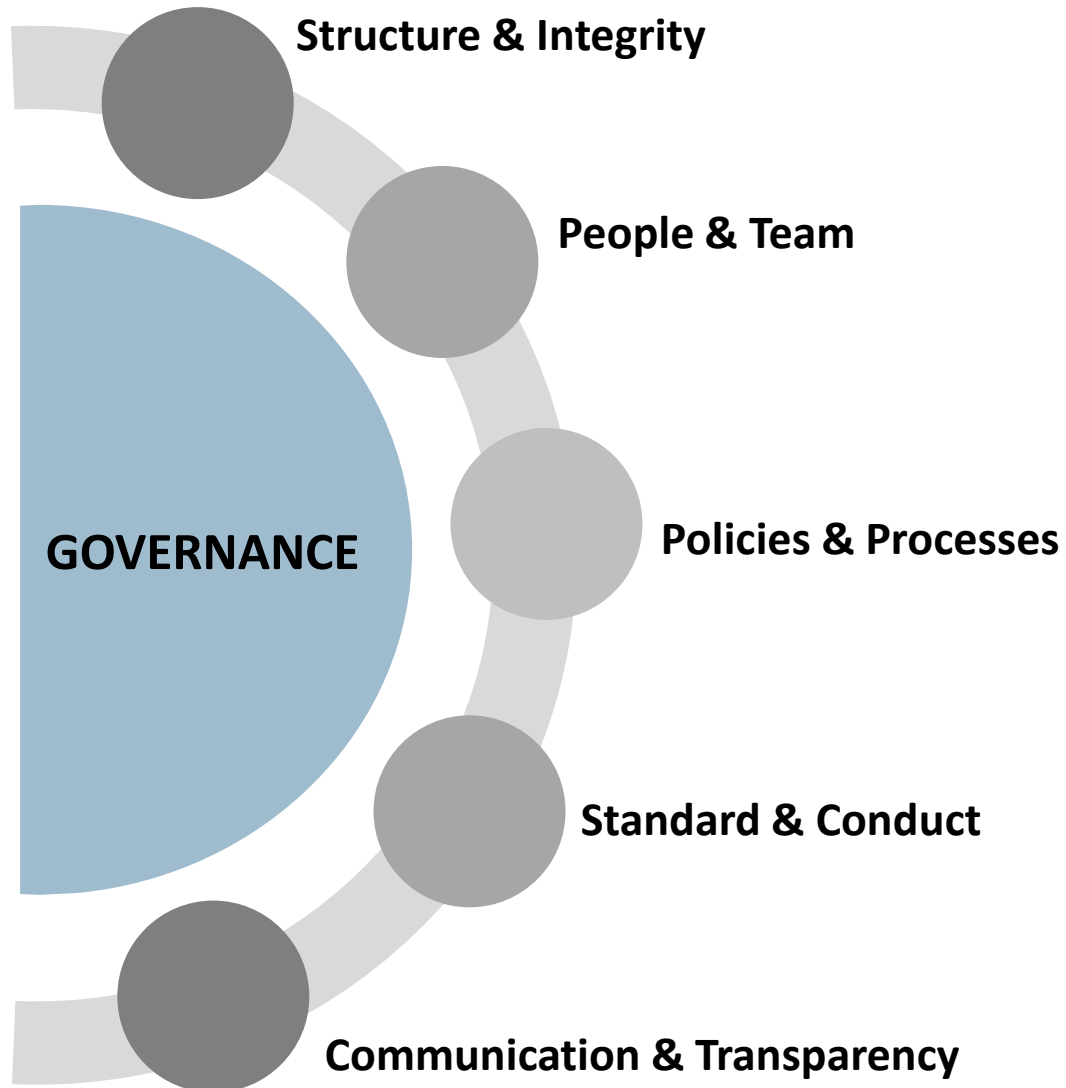 Structure & Integrity
People & Team
Policies & Processes
GOVERNANCE
Standard & Conduct
Communication & Transparency